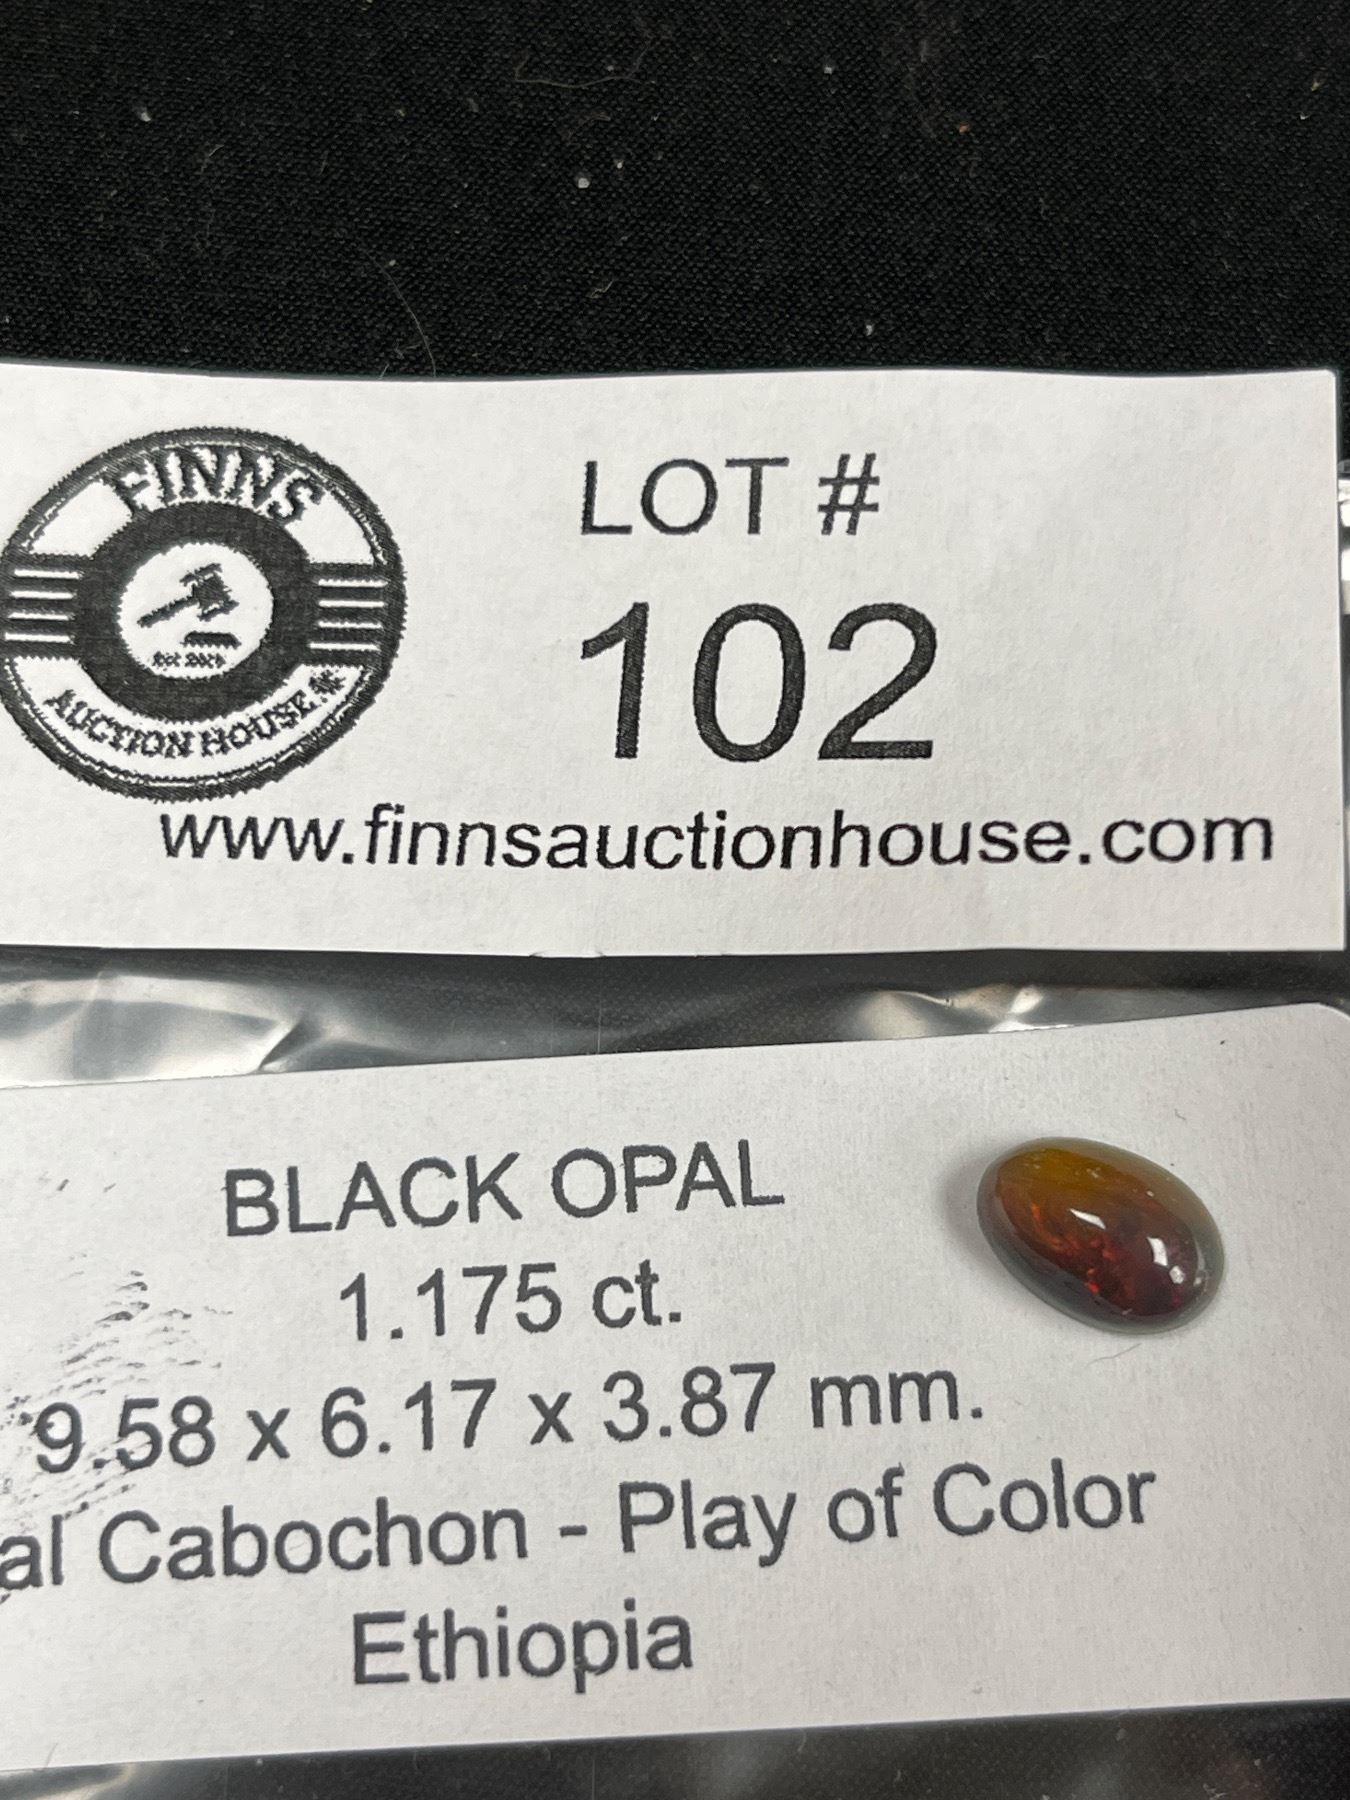 FINNS
AUCTION HOUSE
LOT #
102
www.finnsauctionhouse.com
BLACK OPAL
1.175 ct.
9.58 x 6.17 x 3.87 mm.
al Cabochon - Play of Color
Ethiopia